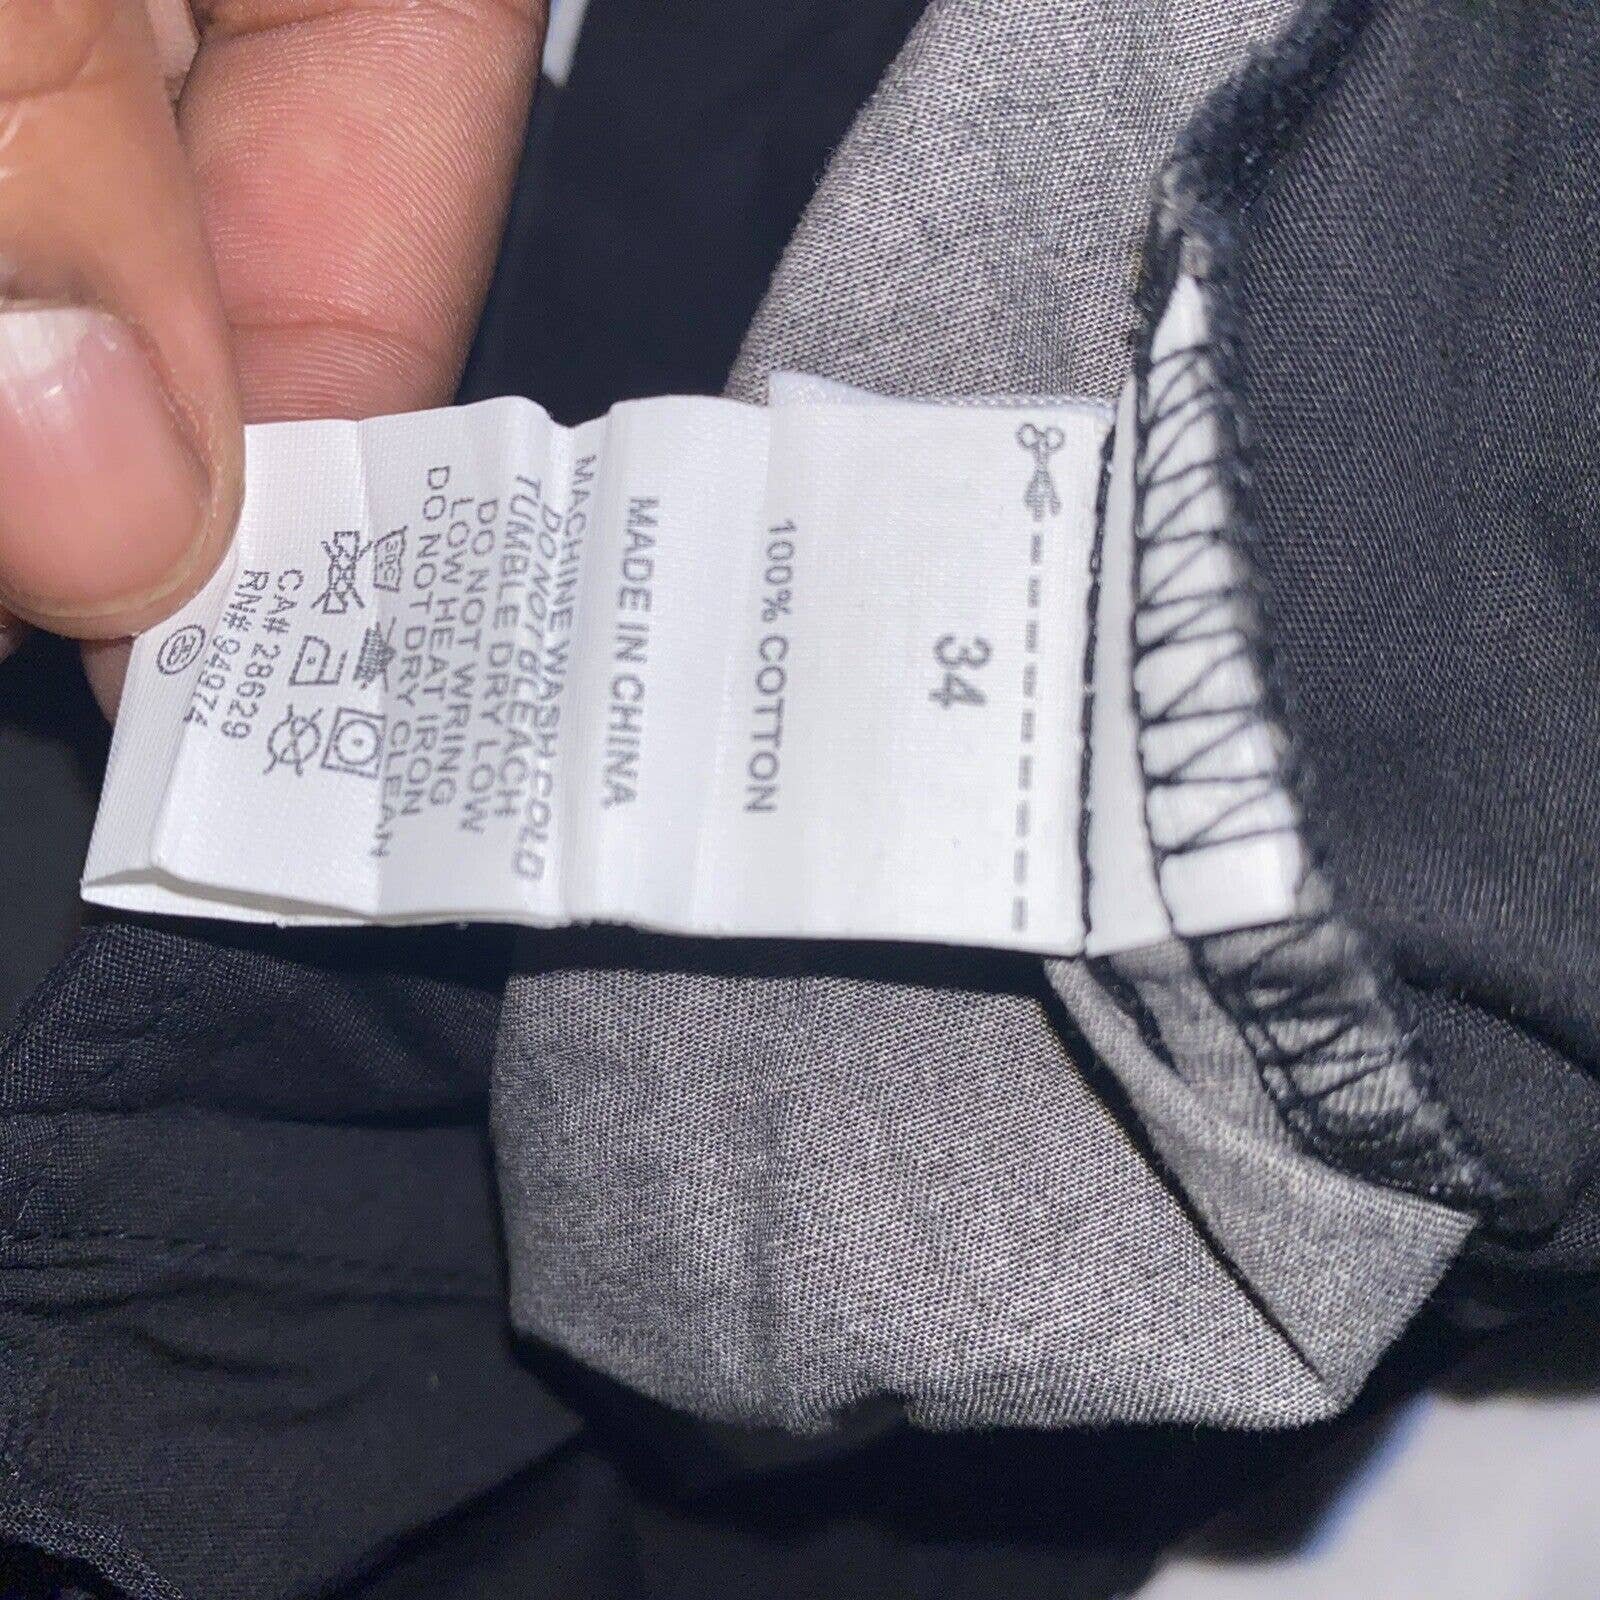 34
100% COTTON
MADE IN CHINA
MACHINE WASH COLD
DO NOT BLEACH
TUMBLE DRY LOW
DO NOT WRING
LOW HEAT IRON
DO NOT DRY CLEAN
30C
CA# 28629
RN# 94974